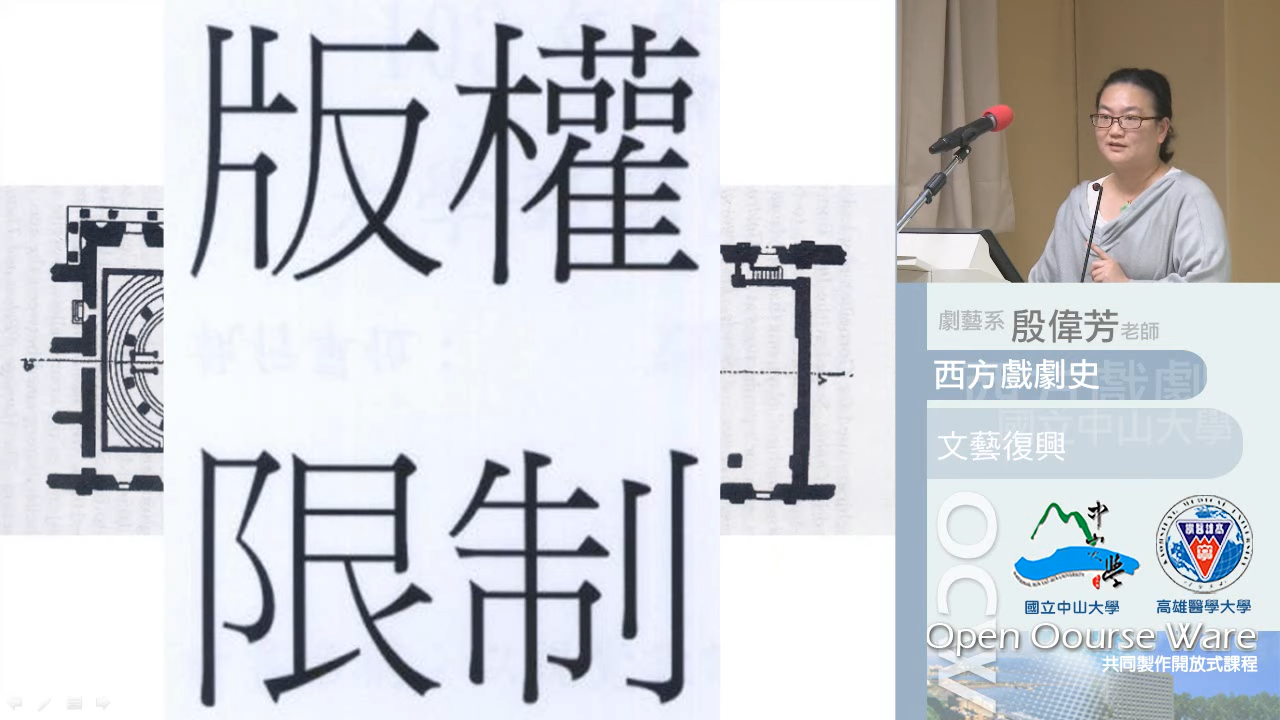 版權
限制
劇藝系 殷偉芳老師
西方戲劇史
文藝復興
國立中山大學
高雄醫學大學
OCW
Open Oourse Ware
共同製作開放式課程